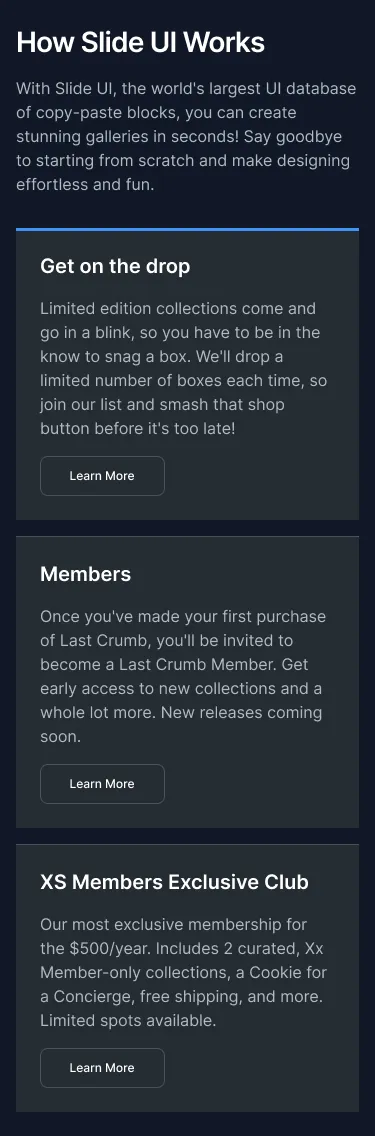 How Slide UI Works
With Slide UI, the world's largest UI database
of copy-paste blocks, you can create
stunning galleries in seconds! Say goodbye
to starting from scratch and make designing
effortless and fun.
Get on the drop
Limited edition collections come and
go in a blink, so you have to be in the
know to snag a box. We'll drop a
limited number of boxes each time, so
join our list and smash that shop
button before it's too late!
Learn More
Members
Once you've made your first purchase
of Last Crumb, you'll be invited to
become a Last Crumb Member. Get
early access to new collections and a
whole lot more. New releases coming
soon.
Learn More
XS Members Exclusive Club
Our most exclusive membership for
the $500/year. Includes 2 curated, Xx
Member-only collections, a Cookie for
a Concierge, free shipping, and more.
Limited spots available.
Learn More